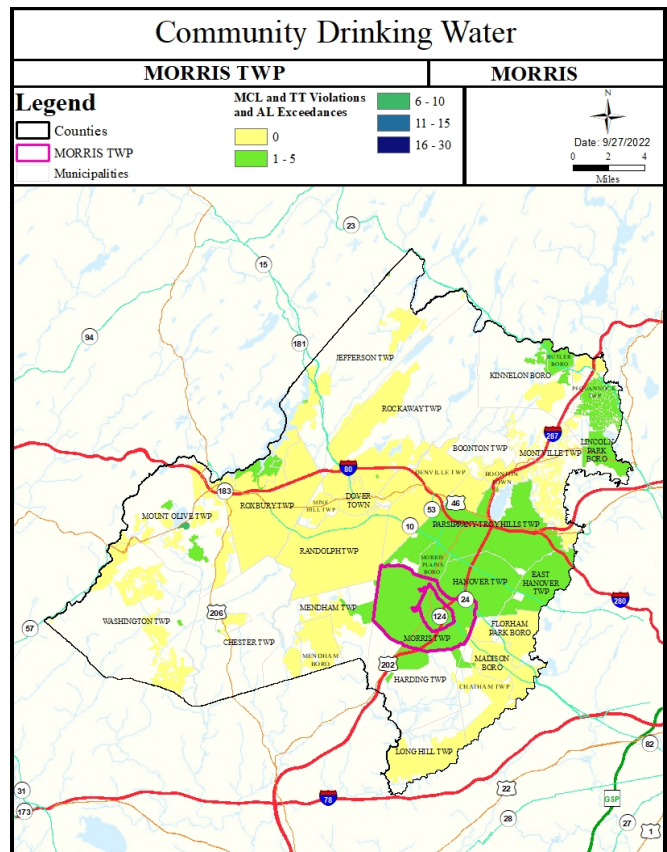 Community Drinking Water
MORRIS TWP
MORRIS
Legend
Counties
MORRIS TWP
Municipalities
MCL and TT Violations
and AL Exceedances
0
1 - 5
6 - 10
11 - 15
16 - 30
N
Date: 9/27/2022
0 2 4
Miles
23
15
94
181
JEFFERSON TWP
BUTLER
BORO
KINNELON BORO
PEQUANNOCK
TWP
ROCKAWAY TWP
287
LINCOLN
PARK
BORO
BOONTON TWP
MONTVILLE TWP
80
DENVILLE TWP
BOONTON
TOWN
183
46
MOUNT OLIVE TWP
ROXBURY TWP
MINE
HILL TWP
DOVER
TOWN
53
10
PARSIPPANY-TROY HILLS TWP
RANDOLPH TWP
MORRIS
PLAINS
BORO
HANOVER TWP
EAST
HANOVER
TWP
280
24
206
MENDHAM TWP
124
57
WASHINGTON TWP
CHESTER TWP
FLORHAM
PARK BORO
MORRIS TWP
MENDHAM
BORO
202
MADISON
BORO
HARDING TWP
CHATHAM TWP
82
LONG HILL TWP
31
173
78
22
GSP
28
27
1